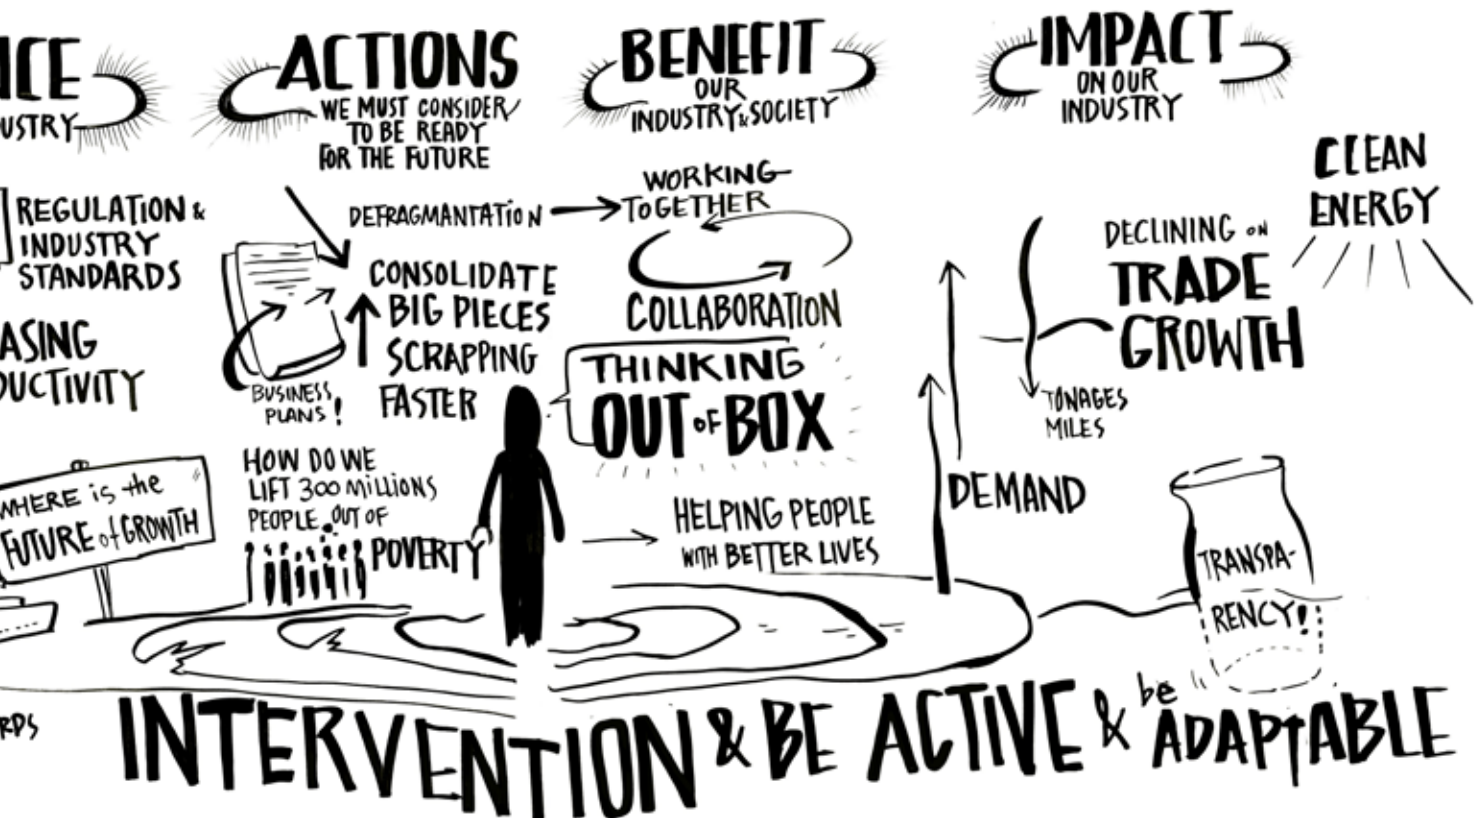 ICE
USTRY
ACTIONS
WE MUST CONSIDER
TO BE READY
FOR THE FUTURE
BENEFIT
OUR
INDUSTRY & SOCIETY
IMPACT
ON OUR
INDUSTRY
CLEAN
ENERGY
REGULATION &
INDUSTRY
STANDARDS
ASING
DUCTIVITY
DEFRAGMANTATION
CONSOLIDATE
BIG PIECES
SCRAPPING
FASTER
BUSINESS
PLANS!
WORKING
TOGETHER
COLLABORATION
THINKING
OUT OF BOX
DECLINING ON
TRADE
GROWTH
TONAGES
MILES
DEMAND
WHERE is the
FUTURE of GROWTH
HOW DO WE
LIFT 300 MILLIONS
PEOPLE OUT OF
POVERTY
HELPING PEOPLE
WITH BETTER LIVES
TRANSPA-
RENCY!
RDS
INTERVENTION & BE ACTIVE & be ADAPTABLE